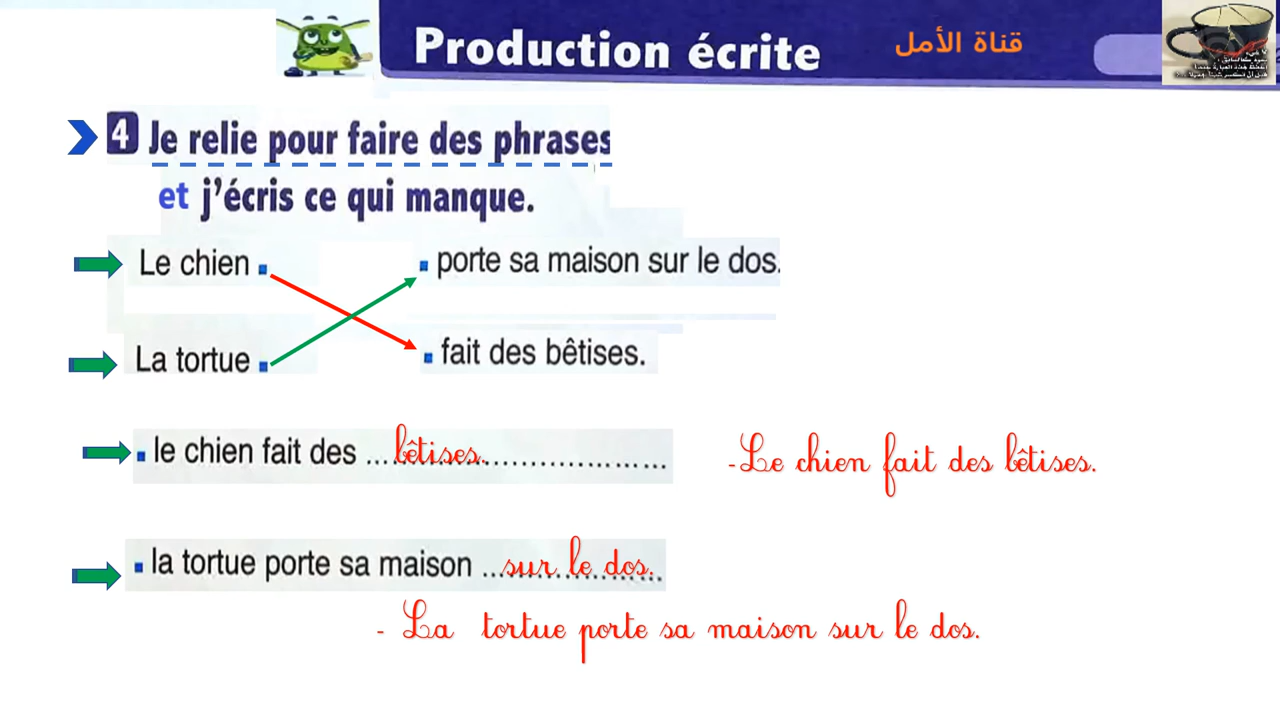 Production écrite
قناة الأمل
4 Je relie pour faire des phrases
et j'écris ce qui manque.
Le chien
porte sa maison sur le dos.
La tortue
fait des bêtises.
le chien fait des bêtises.
-Le chien fait des bêtises.
la tortue porte sa maison sur le dos.
- La tortue porte sa maison sur le dos.